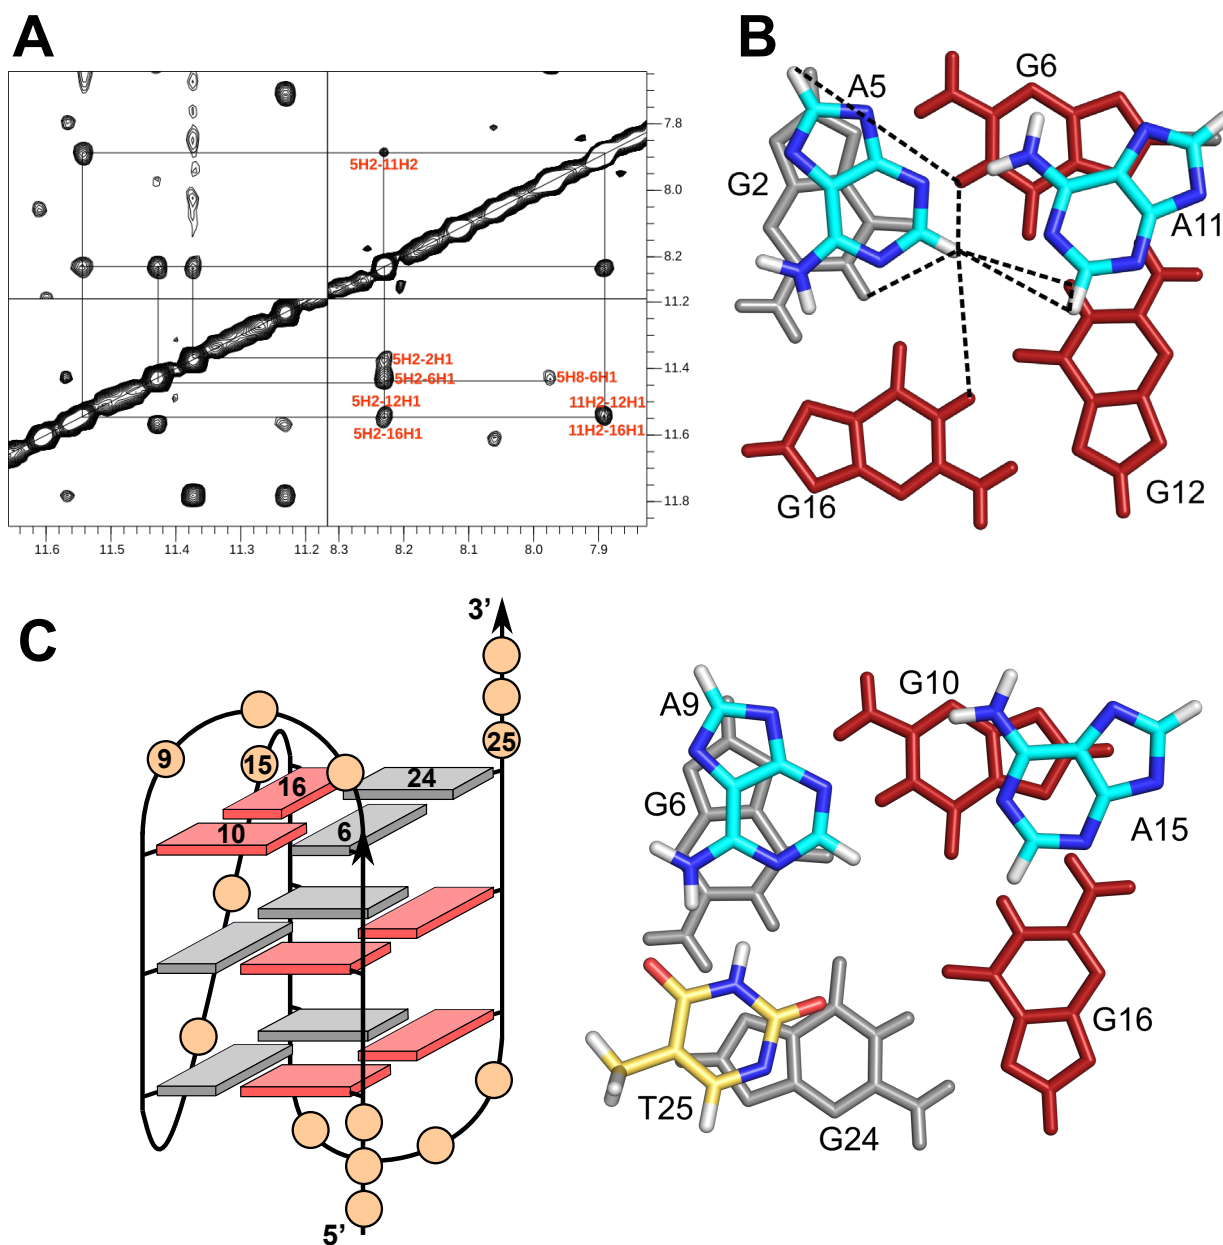 A
5H2-11H2
7.8
8.0
8.2
11.2
11.4
11.6
11.8
5H2-2H1
5H2-6H1
5H8-6H1
5H2-12H1
11H2-12H1
5H2-16H1
11H2-16H1
11.6 11.5 11.4 11.3 11.2 8.3 8.2 8.1 8.0 7.9
B
A5
G6
G2
A11
G16
G12
C
3’
25
9
15
16
24
10
6
5’
A9
G10
G6
A15
G16
T25
G24